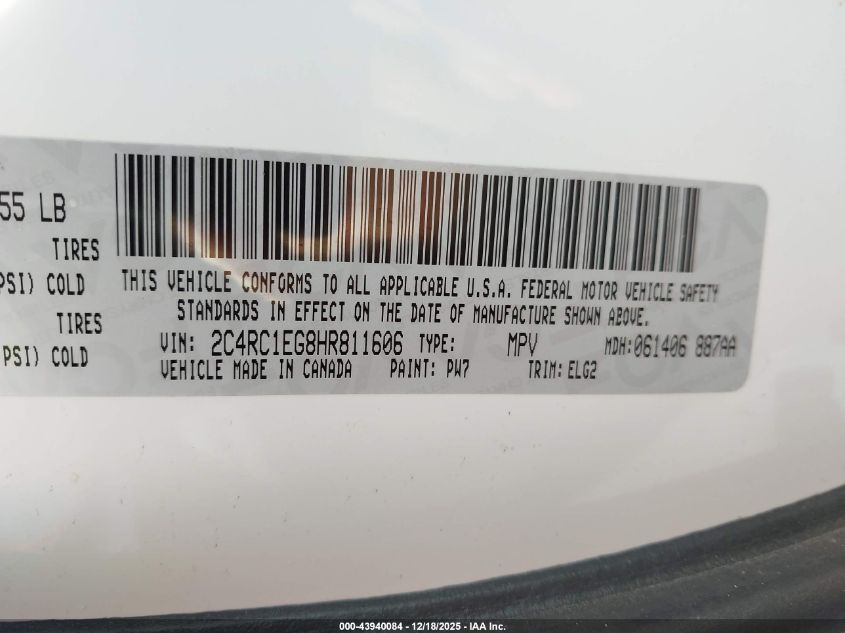 55 LB
TIRES
PSI) COLD
THIS VEHICLE CONFORMS TO ALL APPLICABLE U.S.A. FEDERAL MOTOR VEHICLE SAFETY
STANDARDS IN EFFECT ON THE DATE OF MANUFACTURE SHOWN ABOVE.
TIRES
VIN: 2C4RC1EG8HR811606 TYPE: MPV MDH:061406 887AA
PSI) COLD
VEHICLE MADE IN CANADA PAINT: PW7 TRIM: ELG2
000-43940084 - 12/18/2025 - IAA Inc.